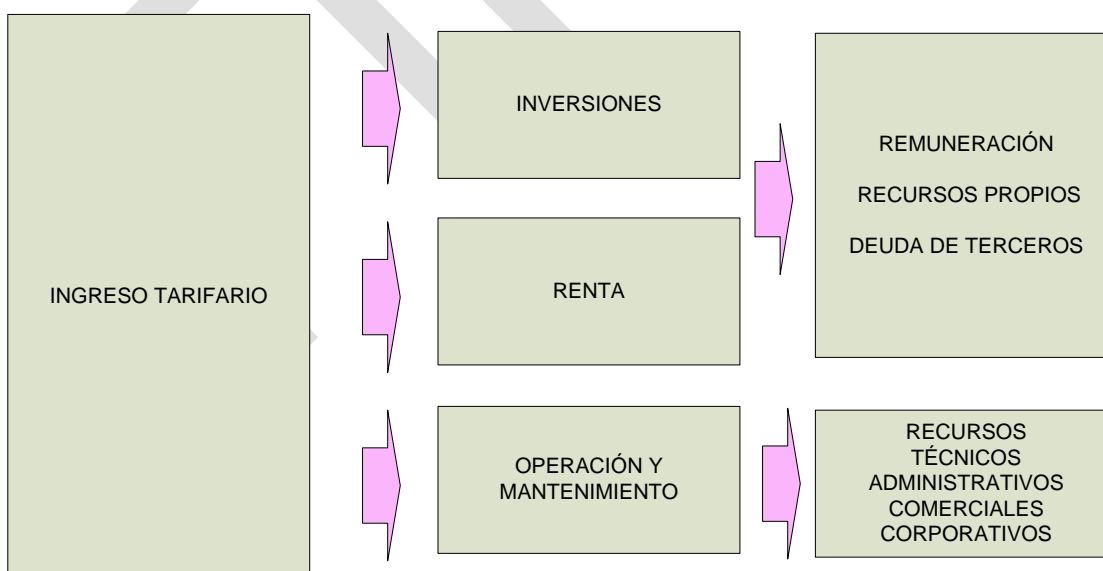 INGRESO TARIFARIO
INVERSIONES
RENTA
OPERACIÓN Y
MANTENIMIENTO
REMUNERACIÓN
RECURSOS PROPIOS
DEUDA DE TERCEROS
RECURSOS
TÉCNICOS
ADMINISTRATIVOS
COMERCIALES
CORPORATIVOS